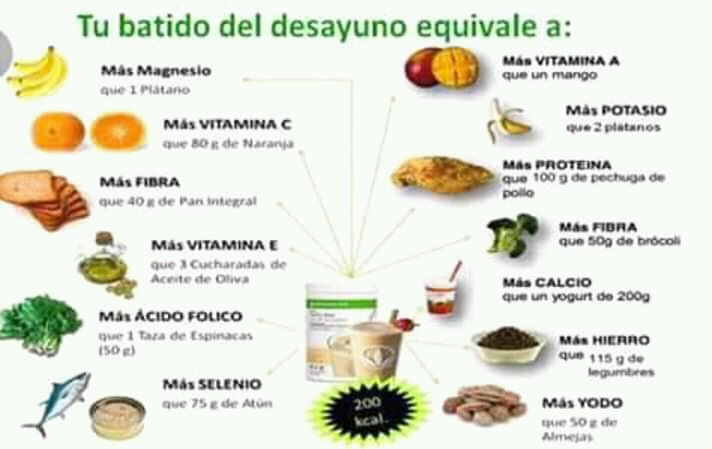 Tu batido del desayuno equivale a:
Más Magnesio
que 1 Plátano
Más VITAMINA C
que 80 g de Naranja
Más FIBRA
que 40 g de Pan Integral
Más VITAMINA E
que 3 Cucharadas de
Aceite de Oliva
Más ÁCIDO FOLICO
que 1 Taza de Espinacas
(50 g)
Más SELENIO
que 75 g de Atún
Más VITAMINA A
que un mango
Más POTASIO
que 2 platanos
Más PROTEINA
que 100 g de pechuga de
pollo
Más FIBRA
que 50g de brócoli
Más CALCIO
que un yogurt de 200g
Más HIERRO
que 115 g de
legumbres
Más YODO
que 50 g de
Almejas
200
kcal.